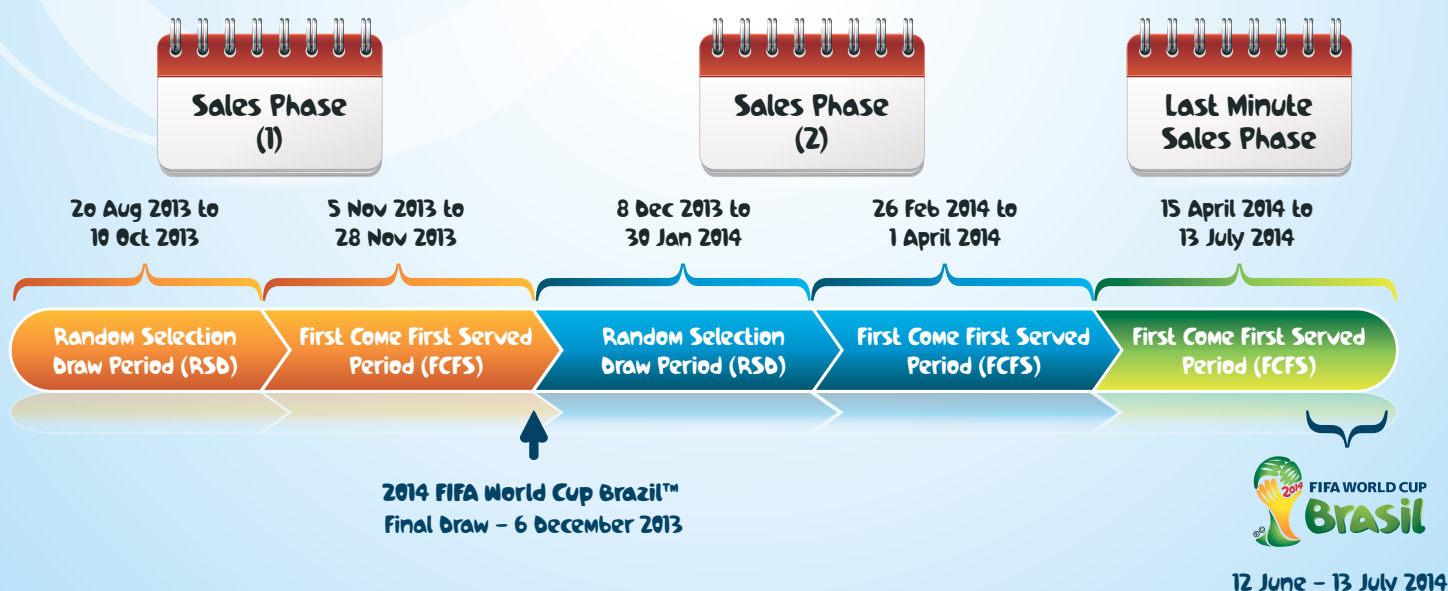 Sales Phase
(1)
Sales Phase
(2)
Last Minute
Sales Phase
20 Aug 2013 to
10 Oct 2013
5 Nov 2013 to
28 Nov 2013
8 Dec 2013 to
30 Jan 2014
26 Feb 2014 to
1 April 2014
15 April 2014 to
13 July 2014
Random Selection
Draw Period (RSD)
First Come First Served
Period (FCFS)
Random Selection
Draw Period (RSD)
First Come First Served
Period (FCFS)
First Come First Served
Period (FCFS)
2014 FIFA World Cup Brazil™
Final Draw – 6 December 2013
2014
FIFA WORLD CUP
Brasil
12 June – 13 July 2014